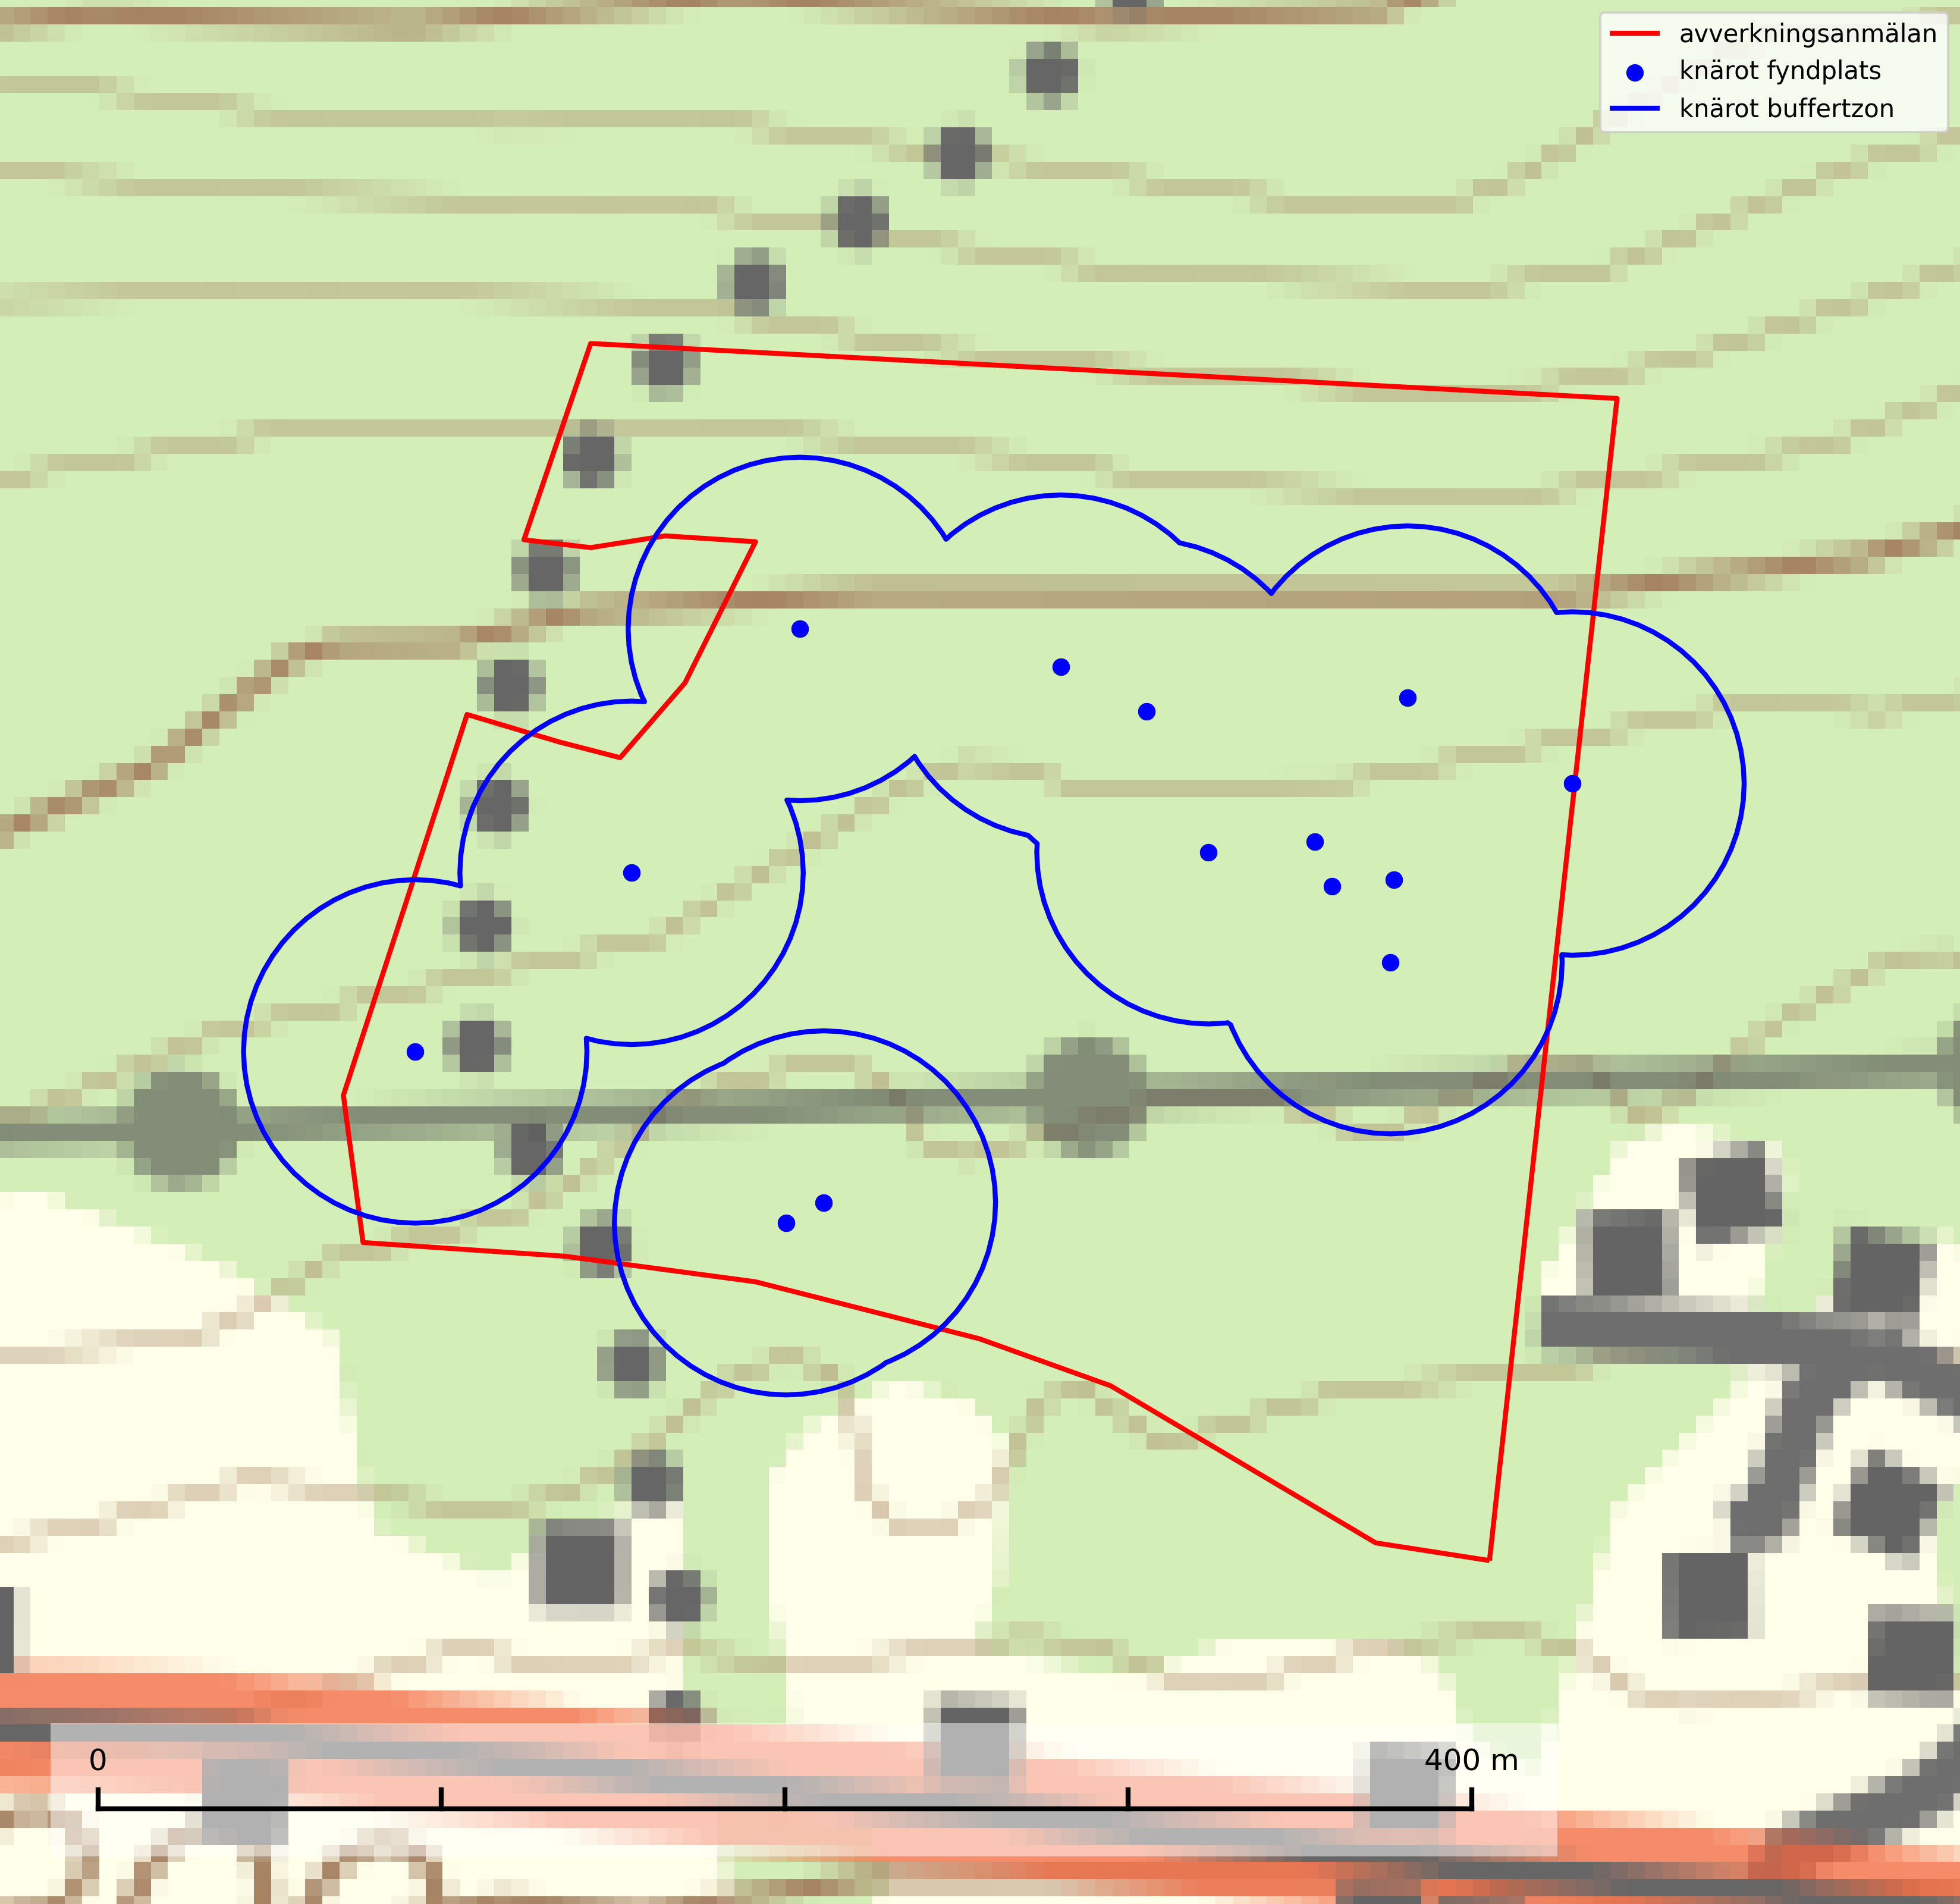 avverkningsanmälan
knärot fyndplats
knärot buffertzon
0
400 m